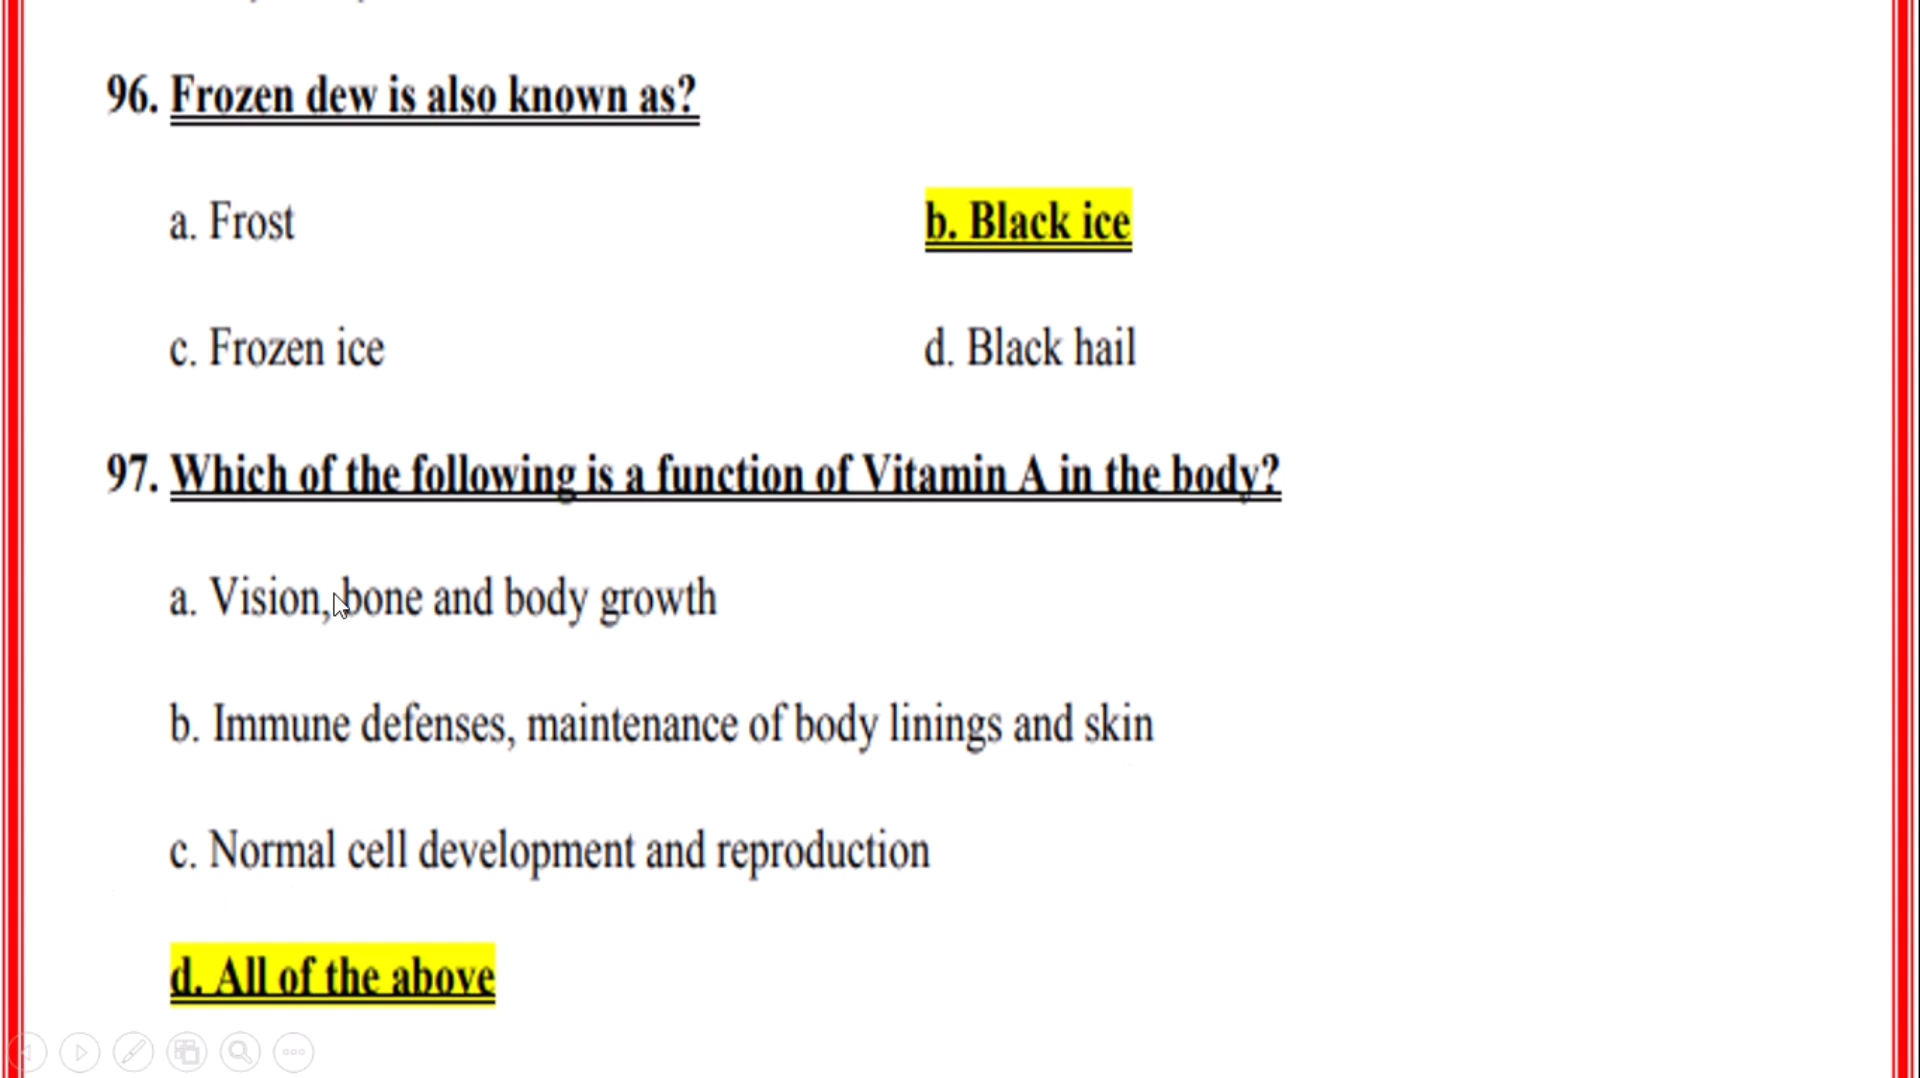 96. Frozen dew is also known as?
a. Frost
b. Black ice
c. Frozen ice
d. Black hail
97. Which of the following is a function of Vitamin A in the body?
a. Vision, bone and body growth
b. Immune defenses, maintenance of body linings and skin
c. Normal cell development and reproduction
d. All of the above